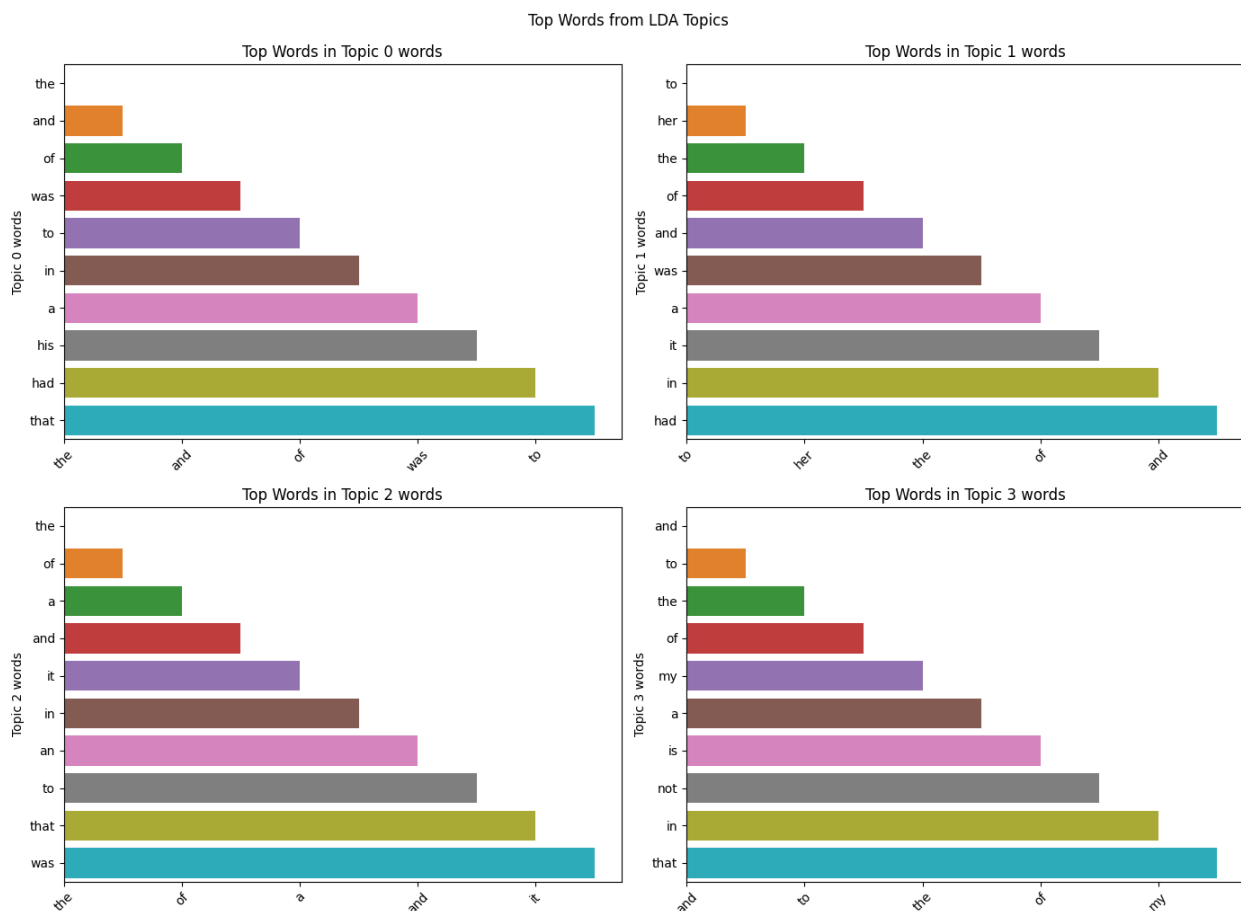 Top Words from LDA Topics
Top Words in Topic 0 words
the
and
of
was
to
in
a
his
had
that
Topic 0 words
the and of was to
Top Words in Topic 1 words
to
her
the
of
and
was
a
it
in
had
Topic 1 words
to her the of and
Top Words in Topic 2 words
the
of
a
and
it
in
an
to
that
was
Topic 2 words
the of a and it
Top Words in Topic 3 words
and
to
the
of
my
a
is
not
in
that
Topic 3 words
and to the of my